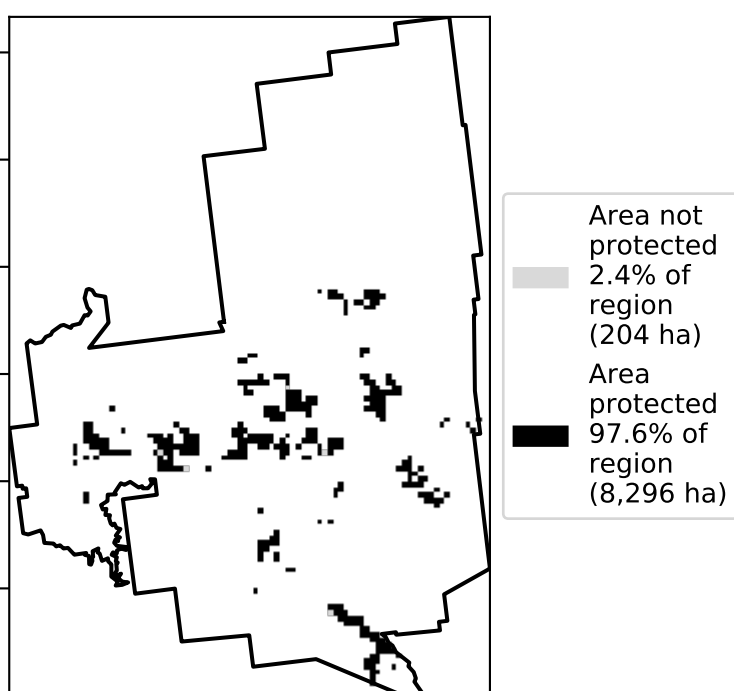 Area not
protected
2.4% of
region
(204 ha)
Area
protected
97.6% of
region
(8,296 ha)